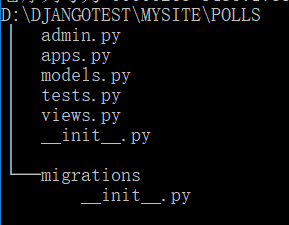 D:\DJANGOTEST\MYSITE\POLLS
admin.py
apps.py
models.py
tests.py
views.py
__init__.py
migrations
__init__.py